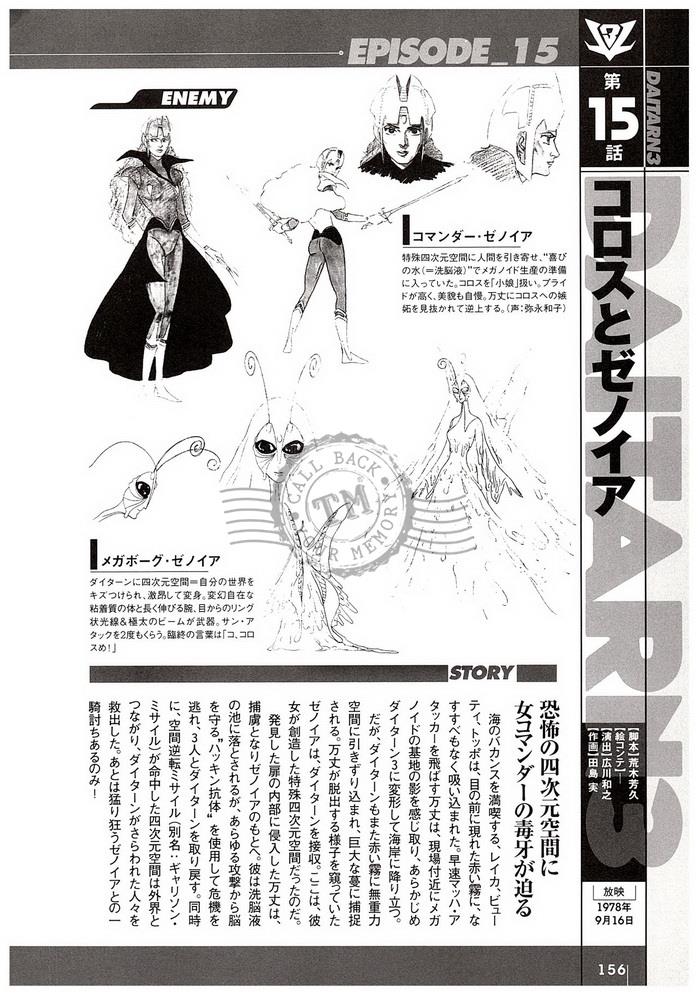 EPISODE_15
DAITARN3
第
15
話
コロスとゼノイア
DAITARN3
【脚本】荒木芳久
【絵コンテ】―
【演出】広川和之
【作画】田島 実
放映
1978年
9月16日
ENEMY
コマンダー・ゼノイア
特殊四次元空間に人間を引き寄せ、“喜び
の水(=洗脳液)”でメガノイド生産の準備
に入っていた。コロスを「小娘」扱い。プライ
ドが高く、美貌も自慢。万丈にコロスへの嫉
妬を見抜かれて逆上する。(声:弥永和子)
CALL BACK
TM
YOUR MEMORY
メガボーグ・ゼノイア
ダイターンに四次元空間=自分の世界を
キズつけられ、激昂して変身。変幻自在な
粘着質の体と長く伸びる腕、目からのリング
状光線&極太のビームが武器。サン・ア
タックを2度もくらう。臨終の言葉は「コ、コロ
スめ!」
STORY
恐怖の四次元空間に
女コマンダーの毒牙が迫る
海のバカンスを満喫する、レイカ、ビュー
ティ、トッポは、目の前に現れた赤い霧に、な
すすべもなく吸い込まれた。早速マッハ・ア
タッカーを飛ばす万丈は、現場付近にメガ
ノイドの基地の影を感じ取り、あらかじめ
ダイターン3に変形して海岸に降り立つ。
だが、ダイターンもまた赤い霧に無重力
空間に引きずり込まれ、巨大な蔓に捕捉
される。万丈が脱出する様子を窺っていた
ゼノイアは、ダイターンを接収。ここは、彼
女が創造した特殊四次元空間だったのだ。
発見した扉の内部に侵入した万丈は、
捕虜となりゼノイアのもとへ。彼は洗脳液
の池に落とされるが、あらゆる攻撃から脳
を守る“ハッキン抗体”を使用して危機を
逃れ、3人とダイターンを取り戻す。同時
に、空間逆転ミサイル(別名:ギャリソン・
ミサイル)が命中した四次元空間は外界と
つながり、ダイターンがさらわれた人々を
救出した。あとは猛り狂うゼノイアとの一
騎討ちあるのみ!
156